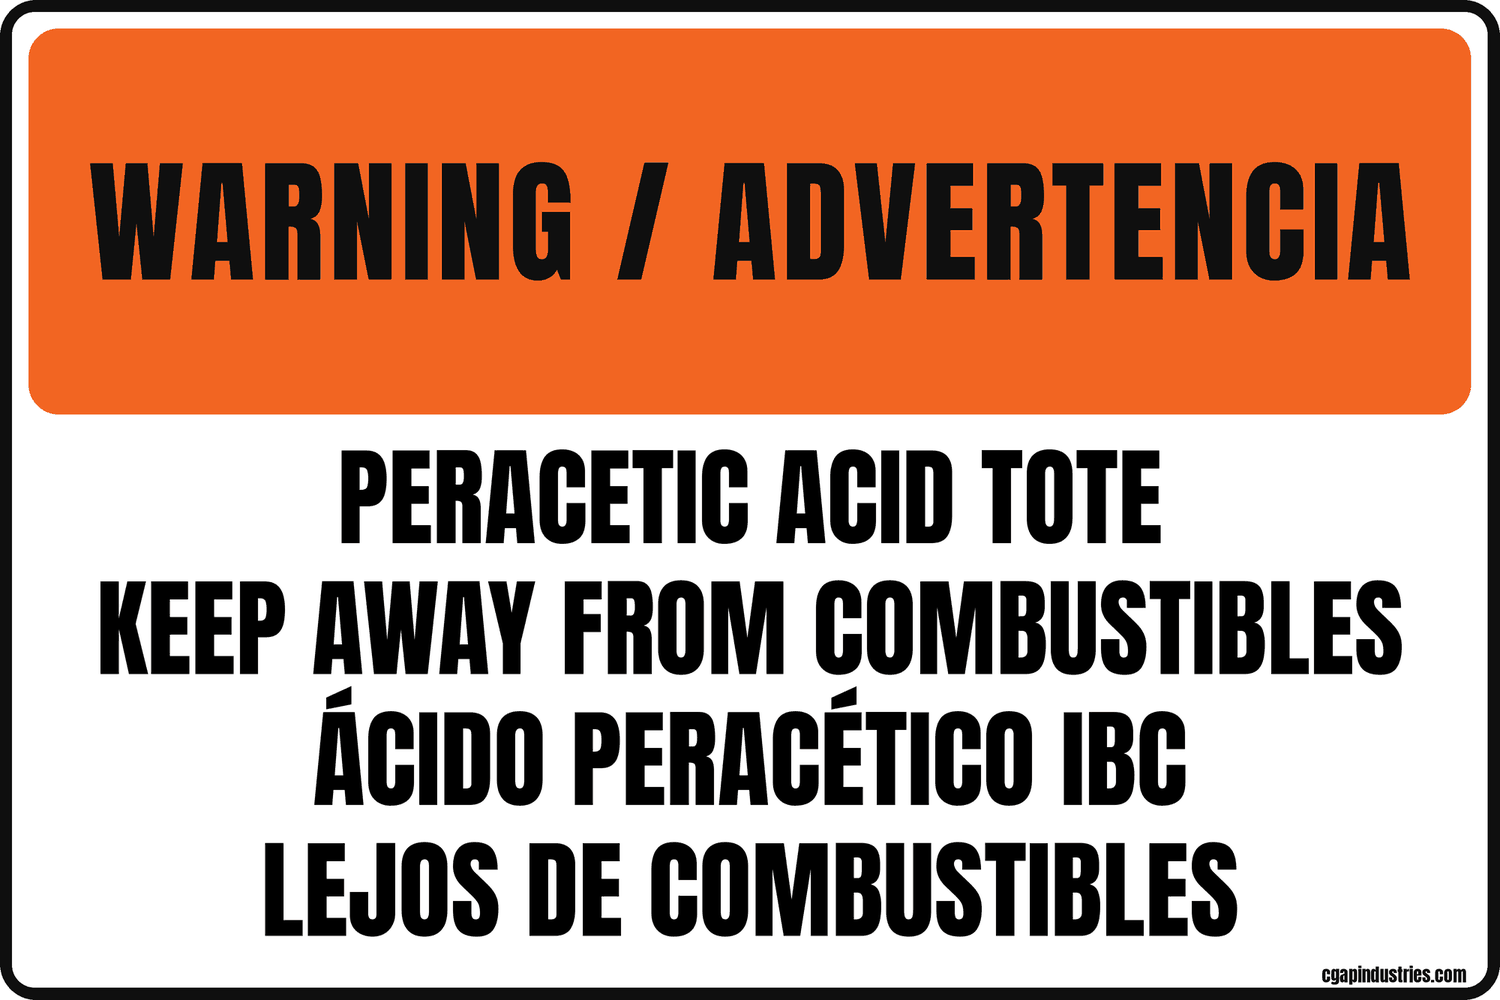 WARNING / ADVERTENCIA
PERACETIC ACID TOTE
KEEP AWAY FROM COMBUSTIBLES
ÁCIDO PERACÉTICO IBC
LEJOS DE COMBUSTIBLES
cgapindustries.com